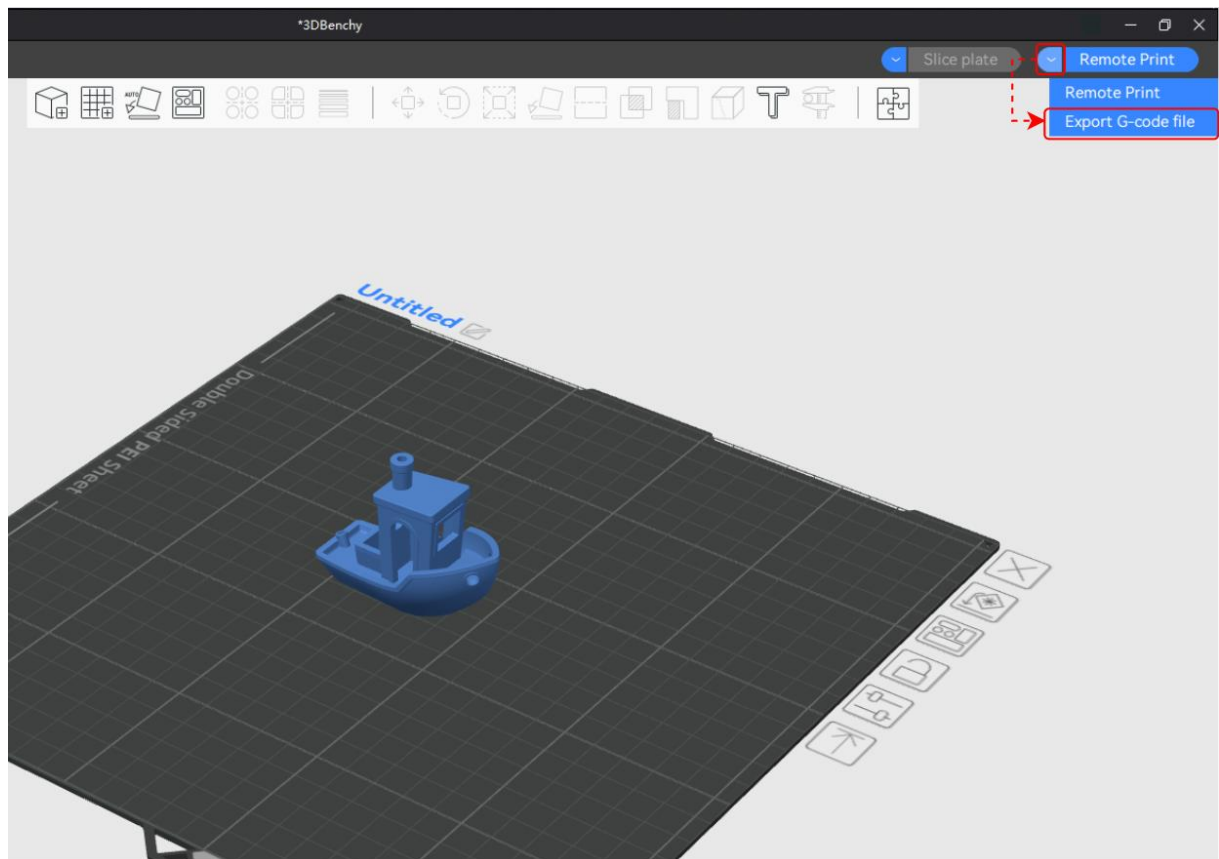 *3DBenchy
Slice plate
Remote Print
Remote Print
Export G-code file
AUTO
Untitled
Double Sided PEI Sheet